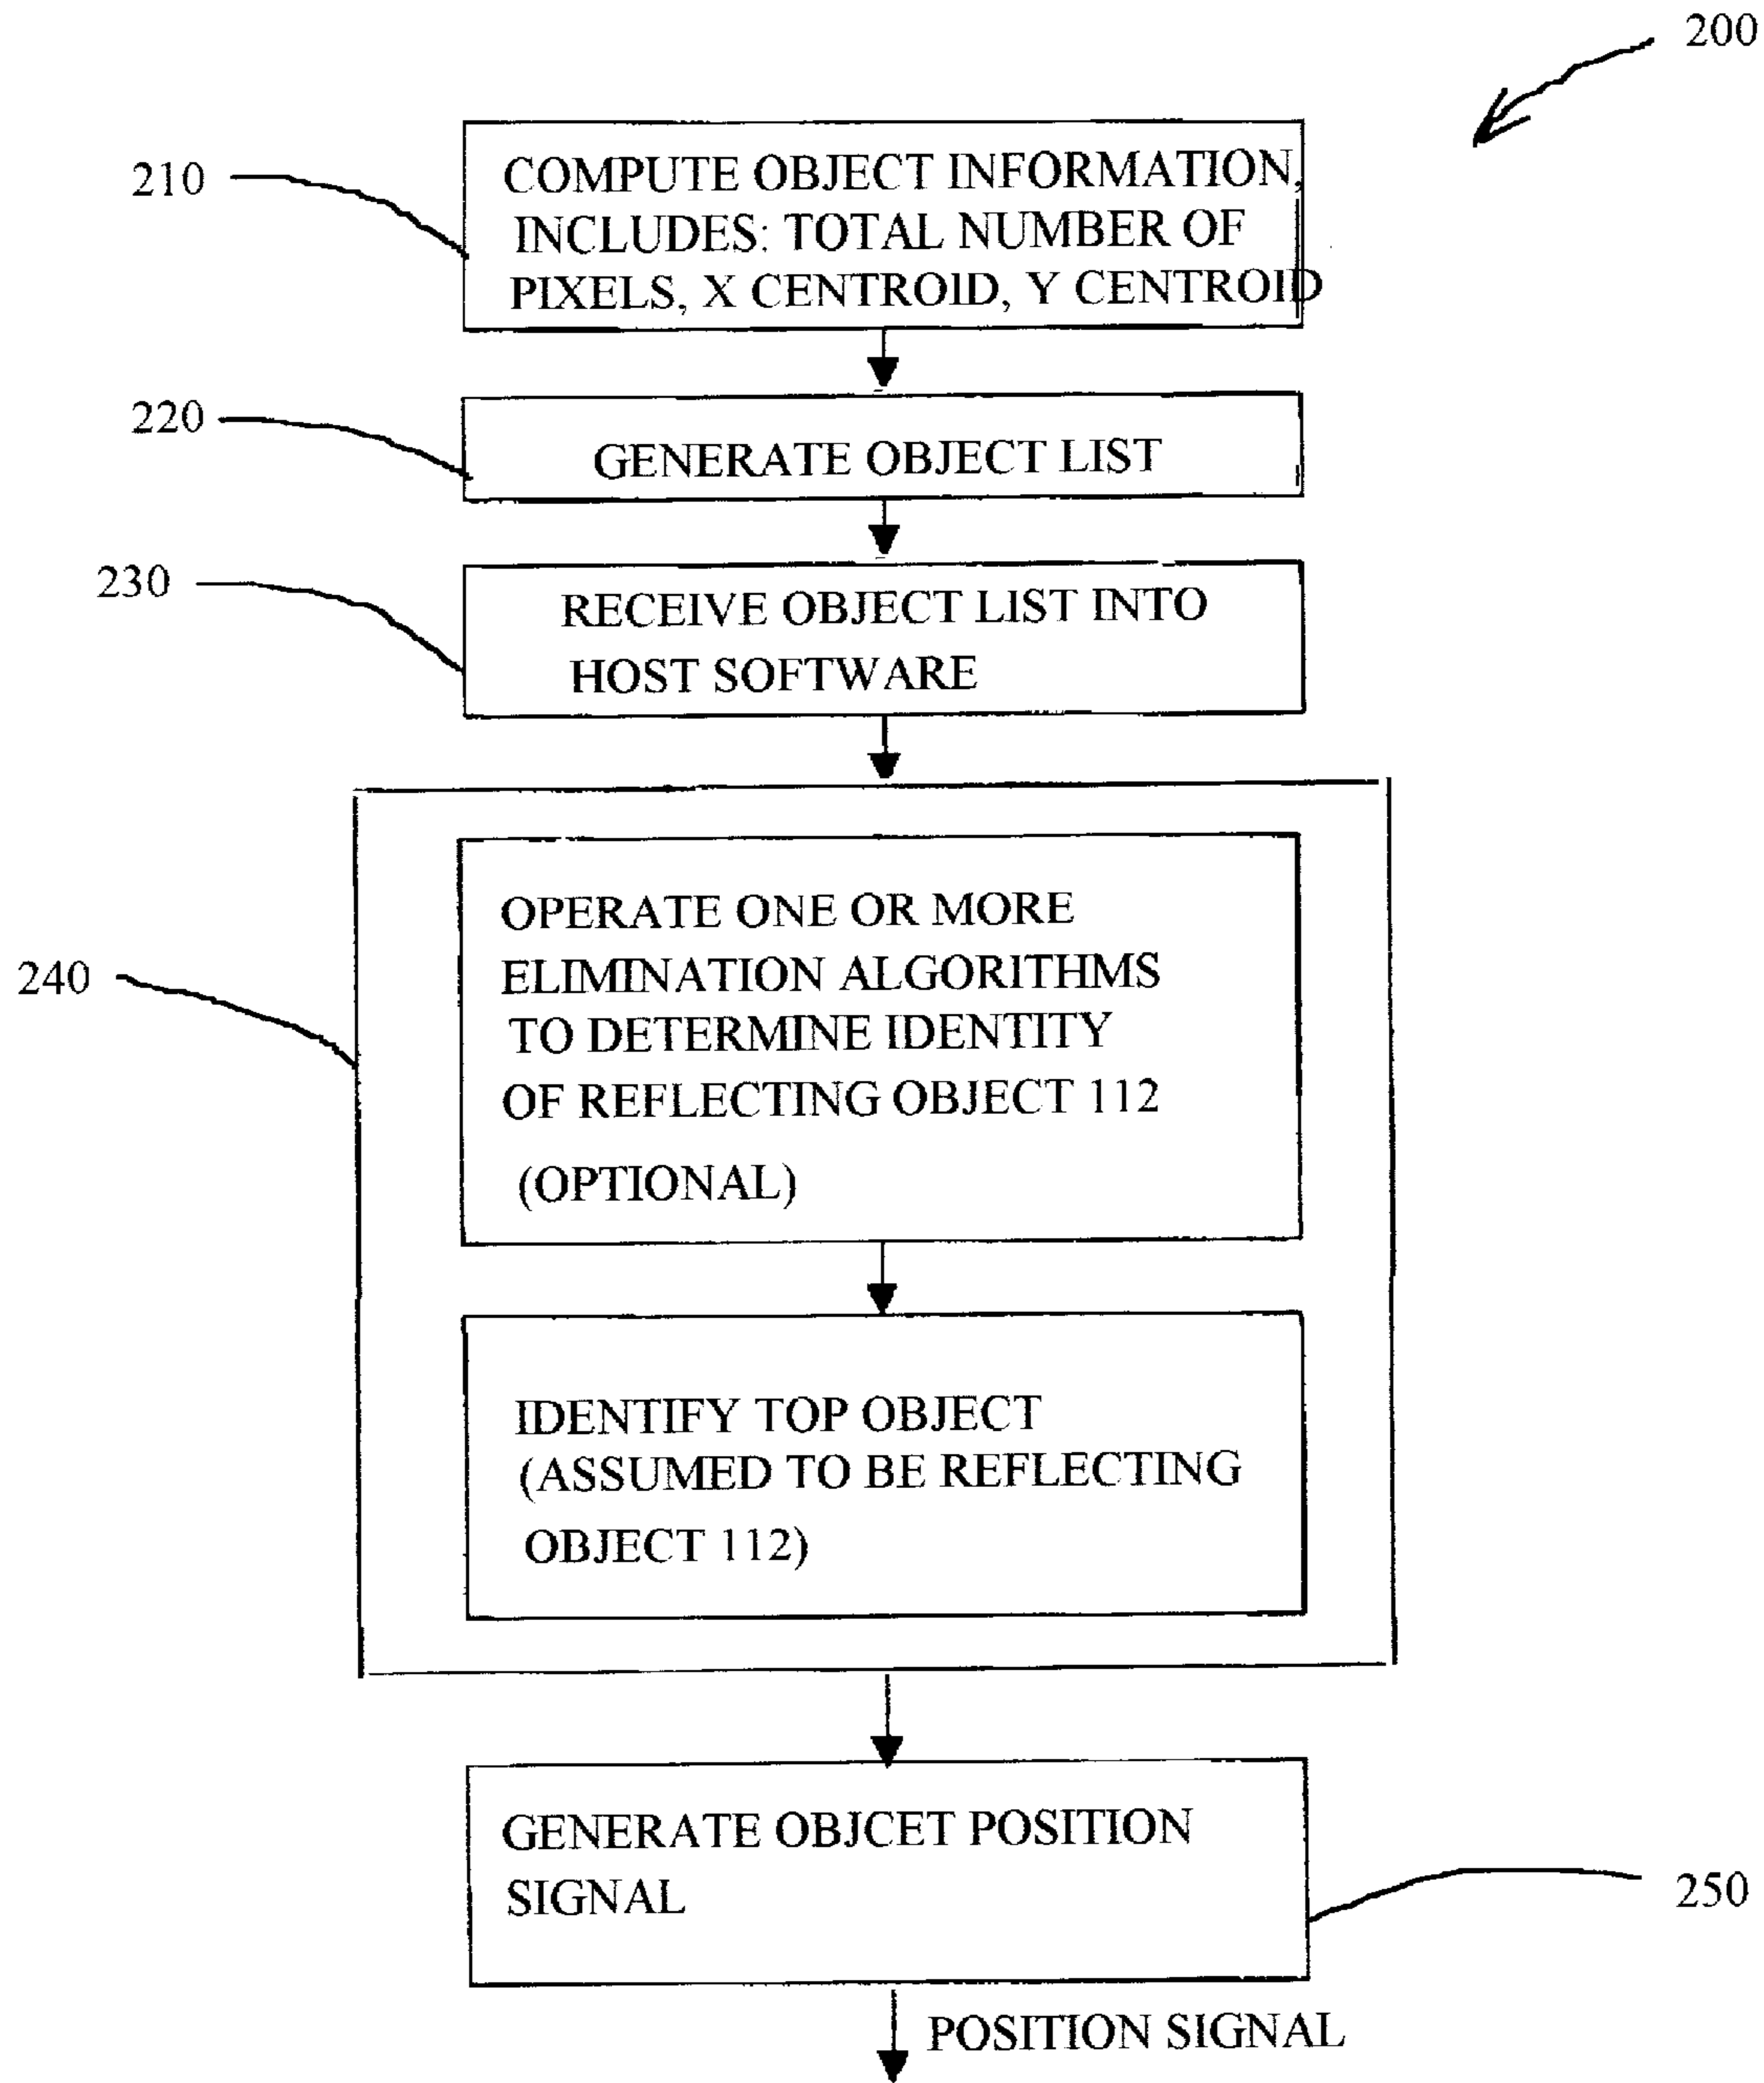 200
210
COMPUTE OBJECT INFORMATION,
INCLUDES: TOTAL NUMBER OF
PIXELS, X CENTROID, Y CENTROID
220
GENERATE OBJECT LIST
230
RECEIVE OBJECT LIST INTO
HOST SOFTWARE
240
OPERATE ONE OR MORE
ELIMINATION ALGORITHMS
TO DETERMINE IDENTITY
OF REFLECTING OBJECT 112
(OPTIONAL)
IDENTIFY TOP OBJECT
(ASSUMED TO BE REFLECTING
OBJECT 112)
GENERATE OBJCET POSITION
SIGNAL
250
POSITION SIGNAL